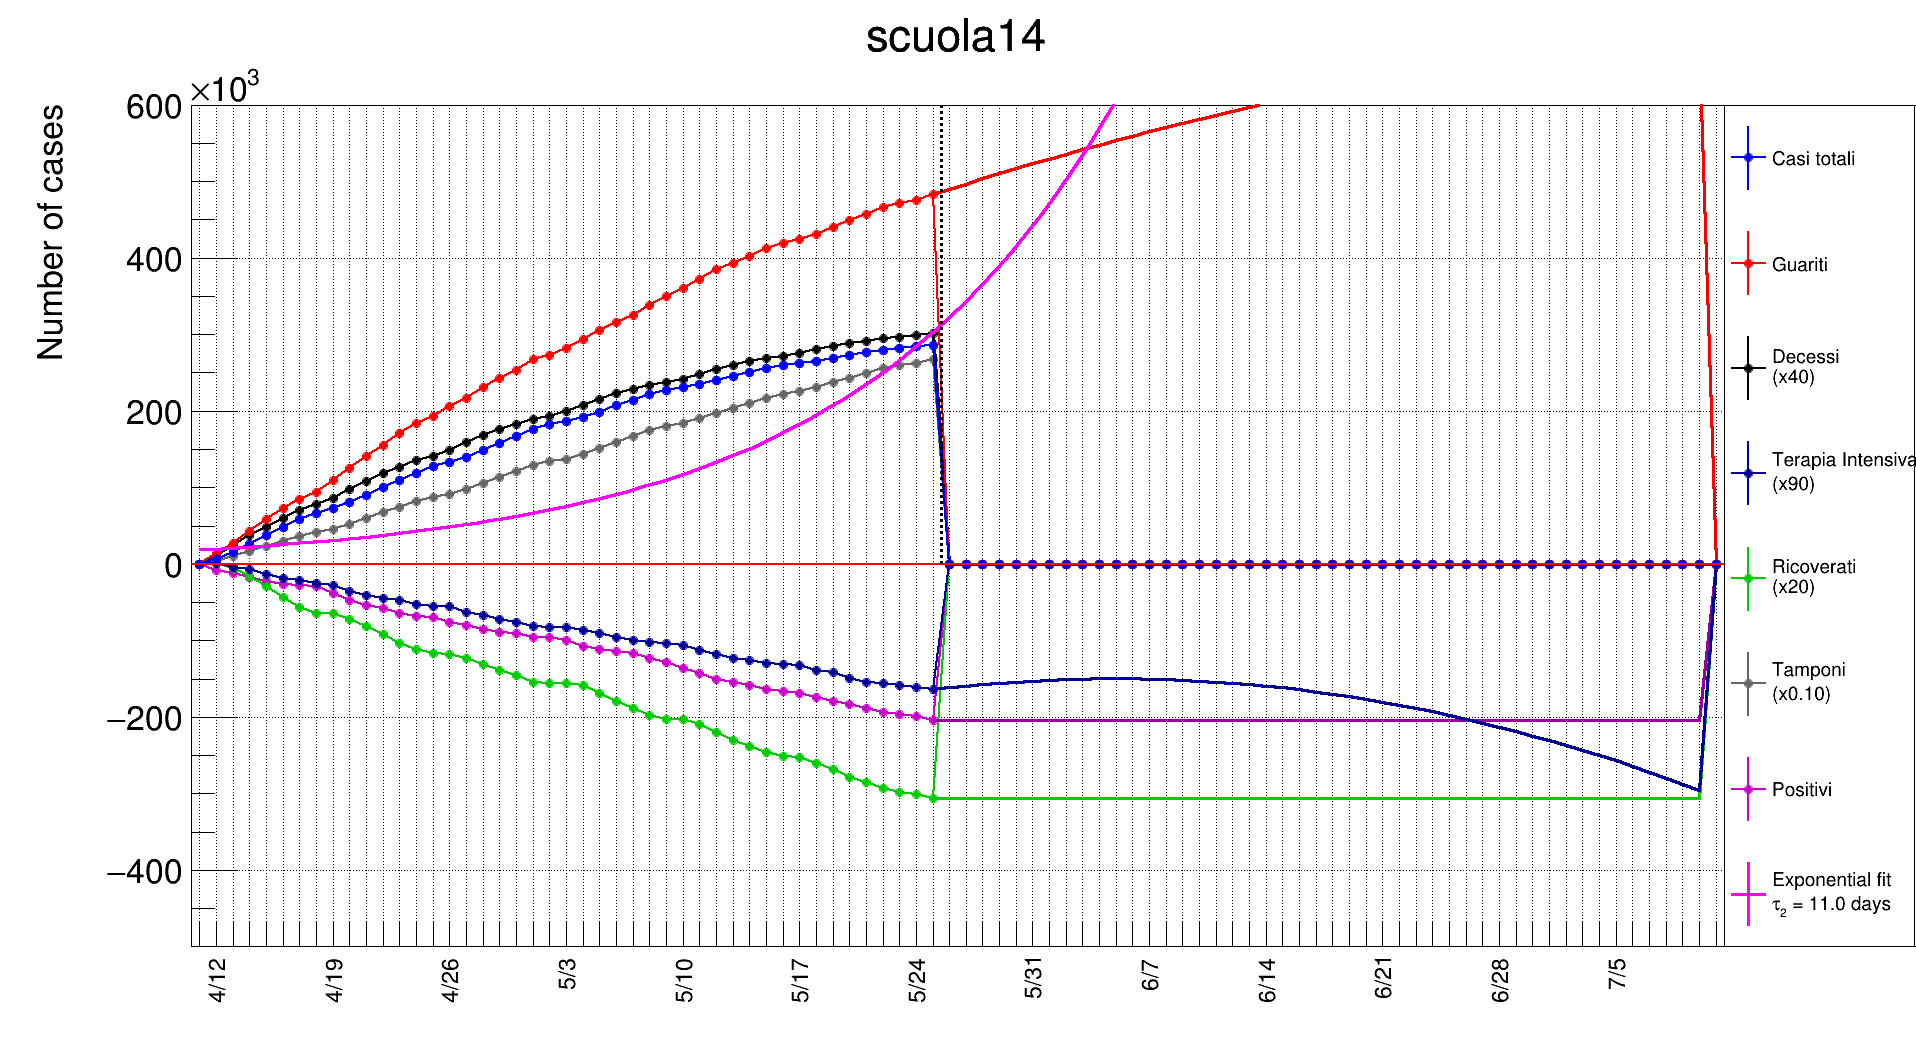 scuola14
×10³
Number of cases
600
400
200
0
−200
−400
4/12
4/19
4/26
5/3
5/10
5/17
5/24
5/31
6/7
6/14
6/21
6/28
7/5
Casi totali
Guariti
Decessi
(x40)
Terapia Intensiva
(x90)
Ricoverati
(x20)
Tamponi
(x0.10)
Positivi
Exponential fit
τ₂ = 11.0 days